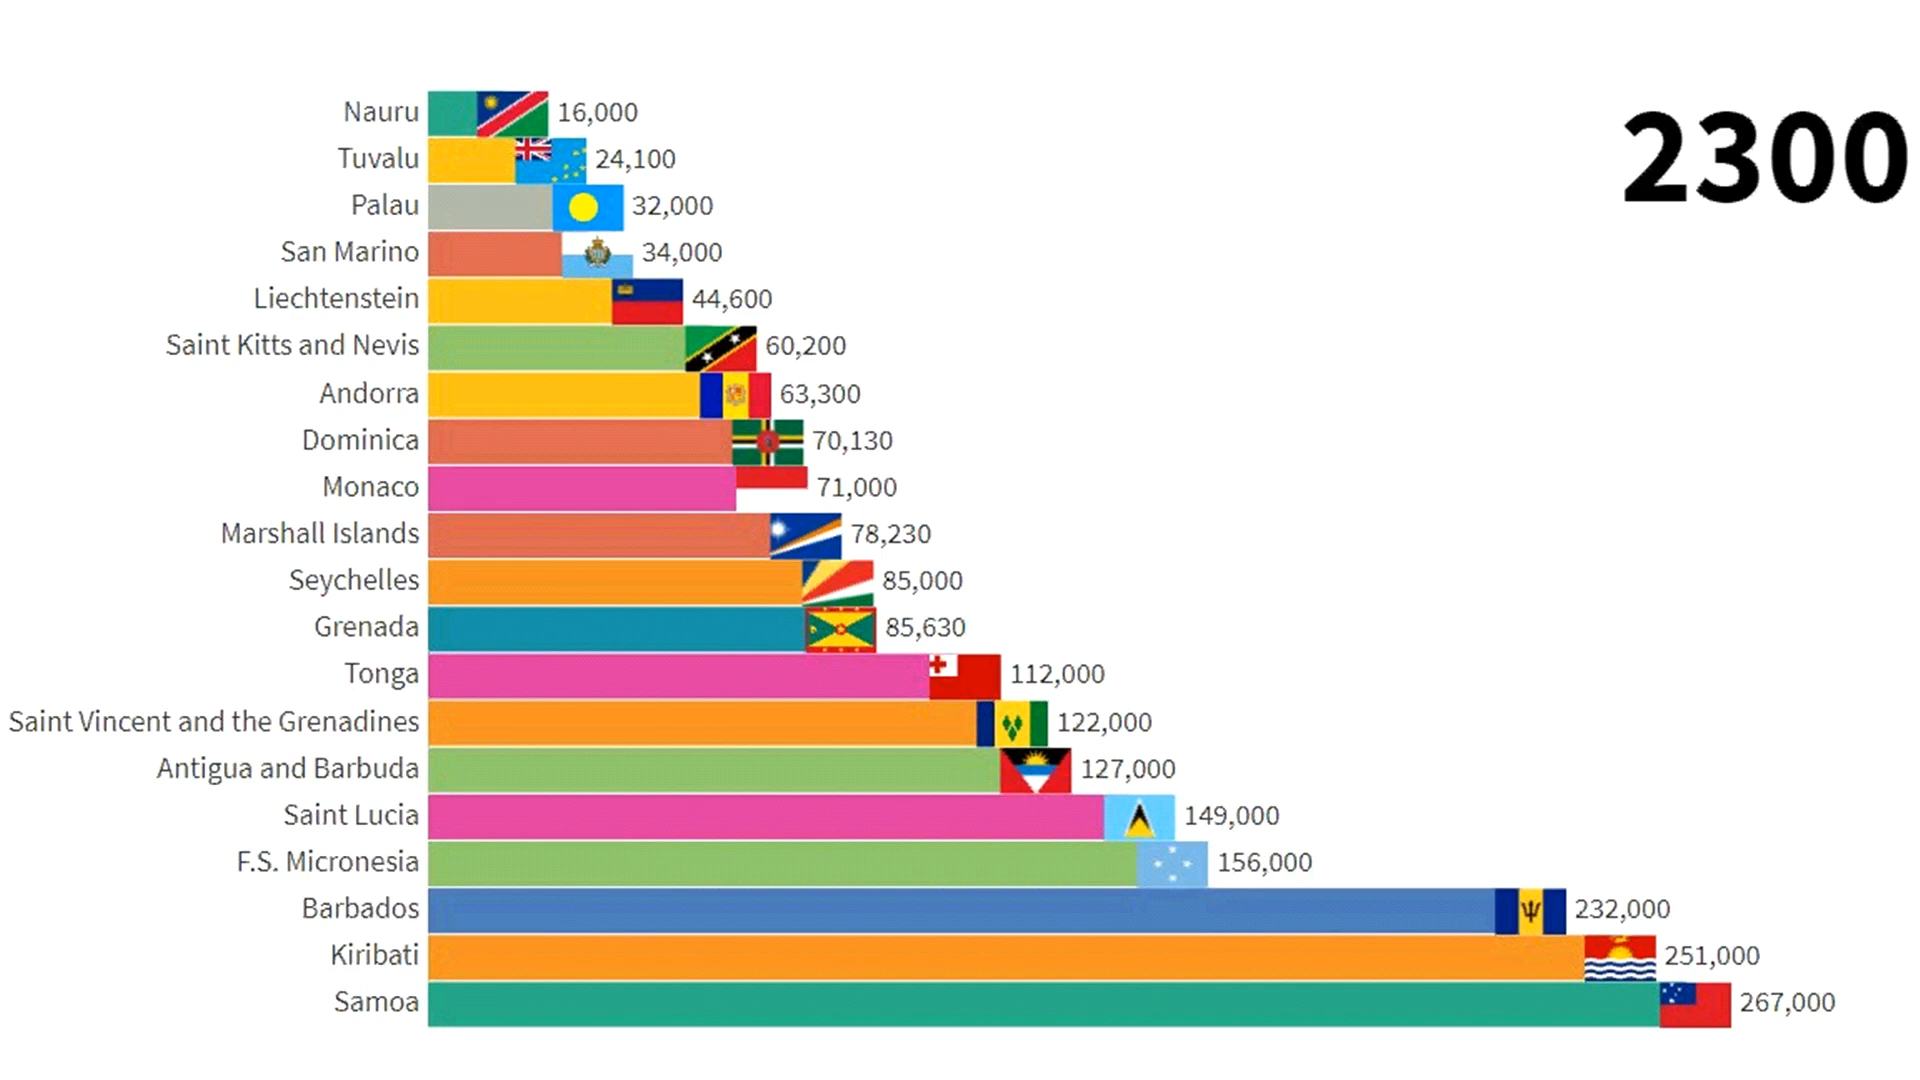 2300
Nauru 16,000
Tuvalu 24,100
Palau 32,000
San Marino 34,000
Liechtenstein 44,600
Saint Kitts and Nevis 60,200
Andorra 63,300
Dominica 70,130
Monaco 71,000
Marshall Islands 78,230
Seychelles 85,000
Grenada 85,630
Tonga 112,000
Saint Vincent and the Grenadines 122,000
Antigua and Barbuda 127,000
Saint Lucia 149,000
F.S. Micronesia 156,000
Barbados 232,000
Kiribati 251,000
Samoa 267,000